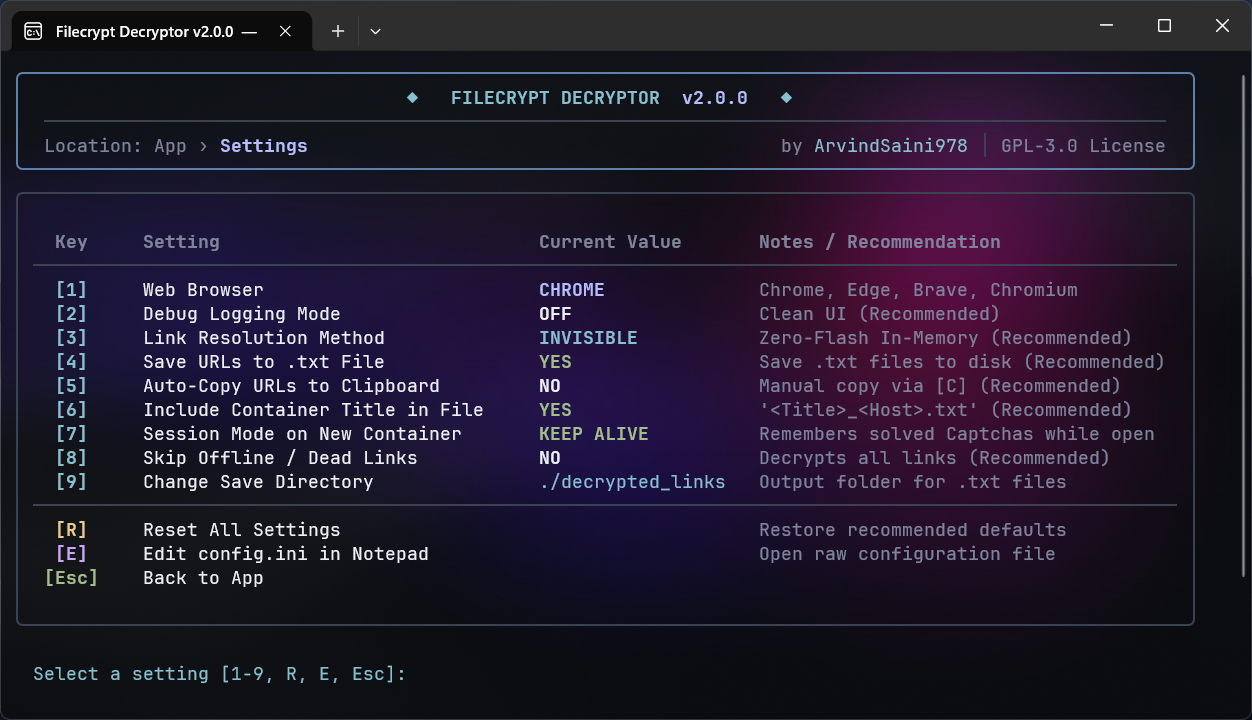 Filecrypt Decryptor v2.0.0 —
◆ FILECRYPT DECRYPTOR v2.0.0 ◆
Location: App › Settings by ArvindSaini978 │ GPL-3.0 License
Key Setting Current Value Notes / Recommendation
[1] Web Browser CHROME Chrome, Edge, Brave, Chromium
[2] Debug Logging Mode OFF Clean UI (Recommended)
[3] Link Resolution Method INVISIBLE Zero-Flash In-Memory (Recommended)
[4] Save URLs to .txt File YES Save .txt files to disk (Recommended)
[5] Auto-Copy URLs to Clipboard NO Manual copy via [C] (Recommended)
[6] Include Container Title in File YES '<Title>_<Host>.txt' (Recommended)
[7] Session Mode on New Container KEEP ALIVE Remembers solved Captchas while open
[8] Skip Offline / Dead Links NO Decrypts all links (Recommended)
[9] Change Save Directory ./decrypted_links Output folder for .txt files
[R] Reset All Settings Restore recommended defaults
[E] Edit config.ini in Notepad Open raw configuration file
[Esc] Back to App
Select a setting [1-9, R, E, Esc]: